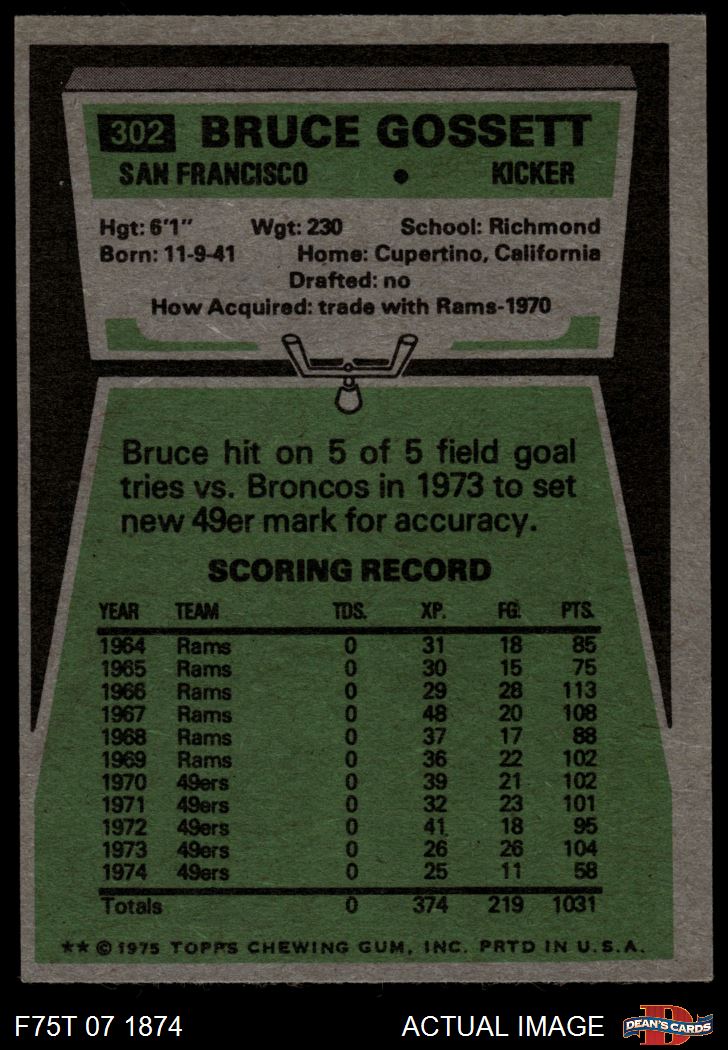 302 BRUCE GOSSETT
SAN FRANCISCO • KICKER
Hgt: 6'1" Wgt: 230 School: Richmond
Born: 11-9-41 Home: Cupertino, California
Drafted: no
How Acquired: trade with Rams-1970
Bruce hit on 5 of 5 field goal
tries vs. Broncos in 1973 to set
new 49er mark for accuracy.
SCORING RECORD
YEAR TEAM TDS. XP. FG. PTS.
1964 Rams 0 31 18 85
1965 Rams 0 30 15 75
1966 Rams 0 29 28 113
1967 Rams 0 48 20 108
1968 Rams 0 37 17 88
1969 Rams 0 36 22 102
1970 49ers 0 39 21 102
1971 49ers 0 32 23 101
1972 49ers 0 41 18 95
1973 49ers 0 26 26 104
1974 49ers 0 25 11 58
Totals 0 374 219 1031
** © 1975 TOPPS CHEWING GUM, INC. PRTD IN U.S.A.
F75T 07 1874 ACTUAL IMAGE D DEAN'S CARDS